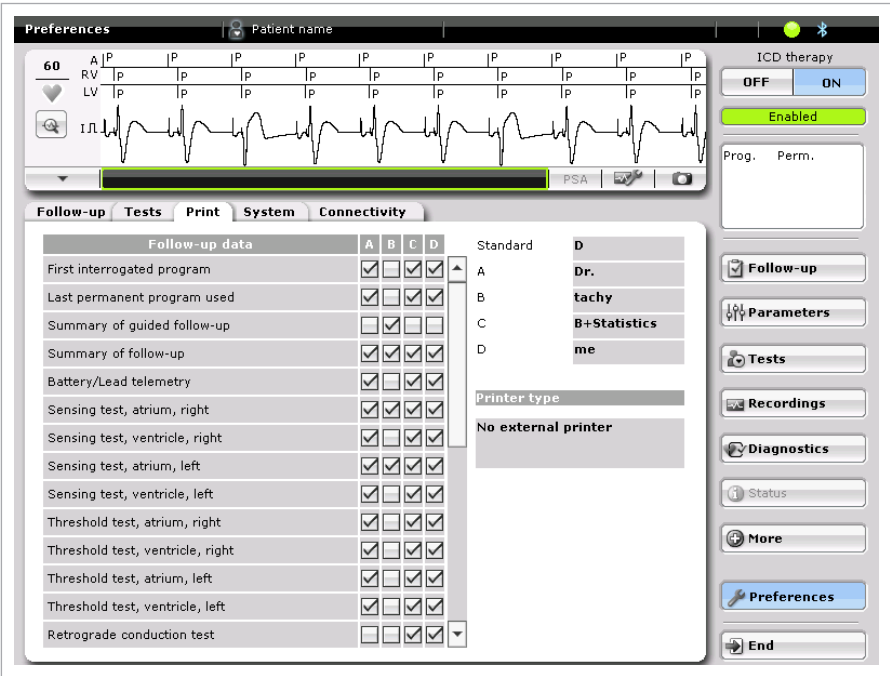 Preferences
Patient name
60
A P P P P P P P P P P
RV P P P P P P P P P P
LV P P P P P P P P P P
I
PSA
ICD therapy
OFF ON
Enabled
Prog. Perm.
Follow-up Tests Print System Connectivity
Follow-up data A B C D
First interrogated program
Last permanent program used
Summary of guided follow-up
Summary of follow-up
Battery/Lead telemetry
Sensing test, atrium, right
Sensing test, ventricle, right
Sensing test, atrium, left
Sensing test, ventricle, left
Threshold test, atrium, right
Threshold test, ventricle, right
Threshold test, atrium, left
Threshold test, ventricle, left
Retrograde conduction test
Standard D
A Dr.
B tachy
C B+Statistics
D me
Printer type
No external printer
Follow-up
Parameters
Tests
Recordings
Diagnostics
Status
More
Preferences
End